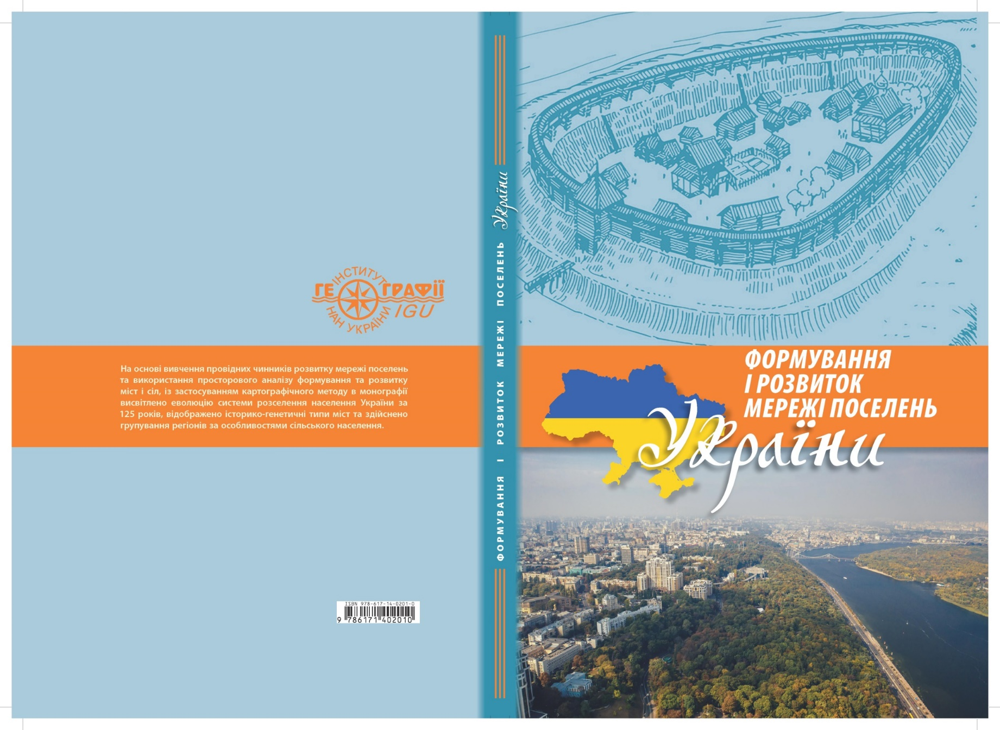 ІНСТИТУТ
ГЕОГРАФІЇ
НАН УКРАЇНИ
IGU
На основі вивчення провідних чинників розвитку мережі поселень
та використання просторового аналізу формування та розвитку
міст і сіл, із застосуванням картографічного методу в монографії
висвітлено еволюцію системи розселення населення України за
125 років, відображено історико-генетичні типи міст та здійснено
групування регіонів за особливостями сільського населення.
ISBN 978-617-14-0201-0
9 786171 402010
ФОРМУВАННЯ І РОЗВИТОК МЕРЕЖІ ПОСЕЛЕНЬ України
ФОРМУВАННЯ
І РОЗВИТОК
МЕРЕЖІ ПОСЕЛЕНЬ
України